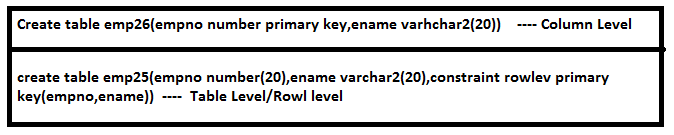 Create table emp26(empno number primary key,ename varhchar2(20))    ---- Column Level
create table emp25(empno number(20),ename varchar2(20),constraint rowlev primary
key(empno,ename))  ----  Table Level/Rowl level